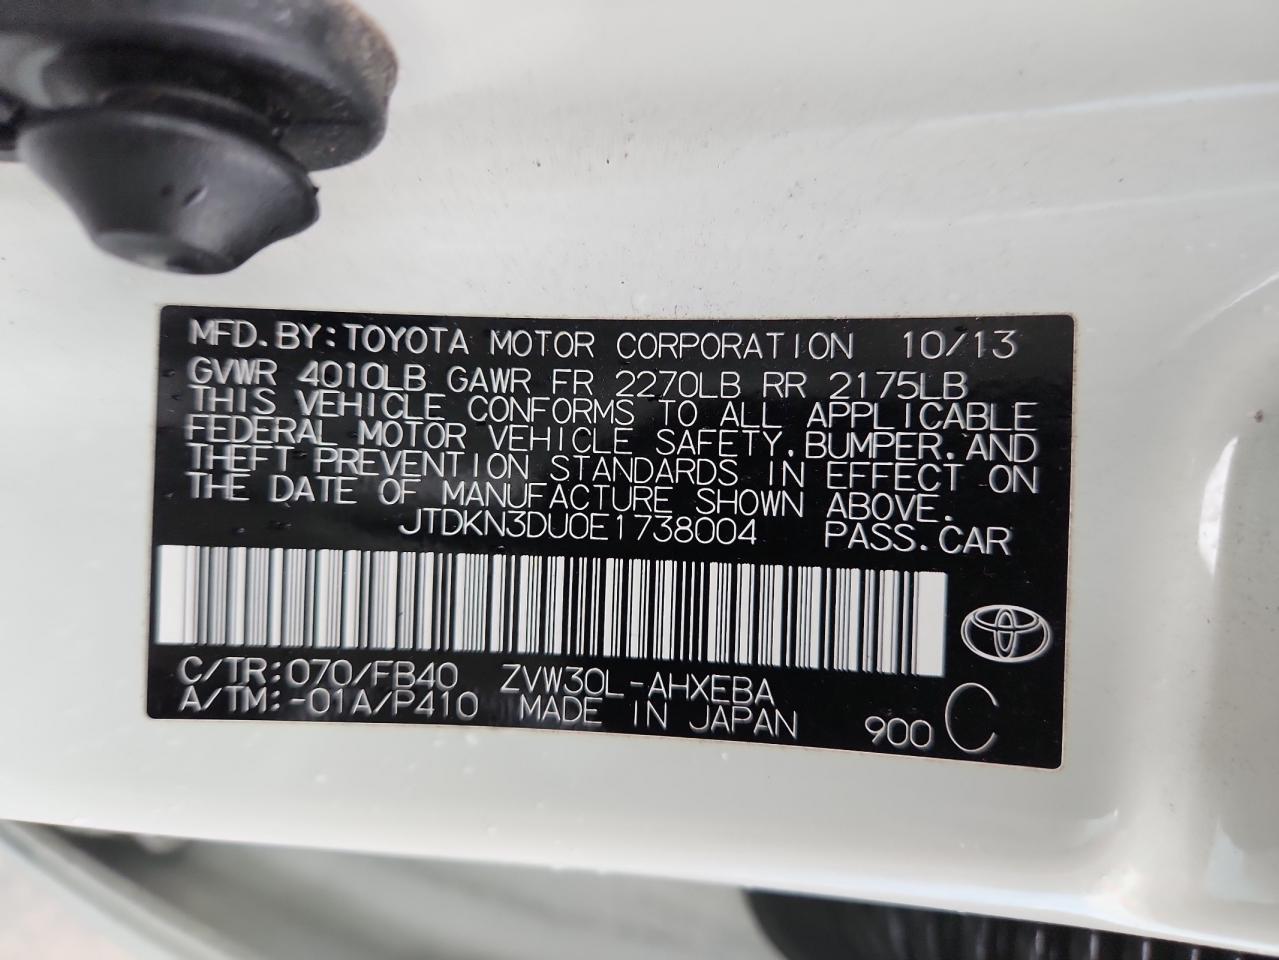 MFD.BY:TOYOTA MOTOR CORPORATION 10/13
GVWR 4010LB GAWR FR 2270LB RR 2175LB
THIS VEHICLE CONFORMS TO ALL APPLICABLE
FEDERAL MOTOR VEHICLE SAFETY,BUMPER,AND
THEFT PREVENTION STANDARDS IN EFFECT ON
THE DATE OF MANUFACTURE SHOWN ABOVE.
JTDKN3DU0E1738004 PASS.CAR
C/TR:070/FB40 ZVW30L-AHXEBA
A/TM:-01A/P410 MADE IN JAPAN 900 C